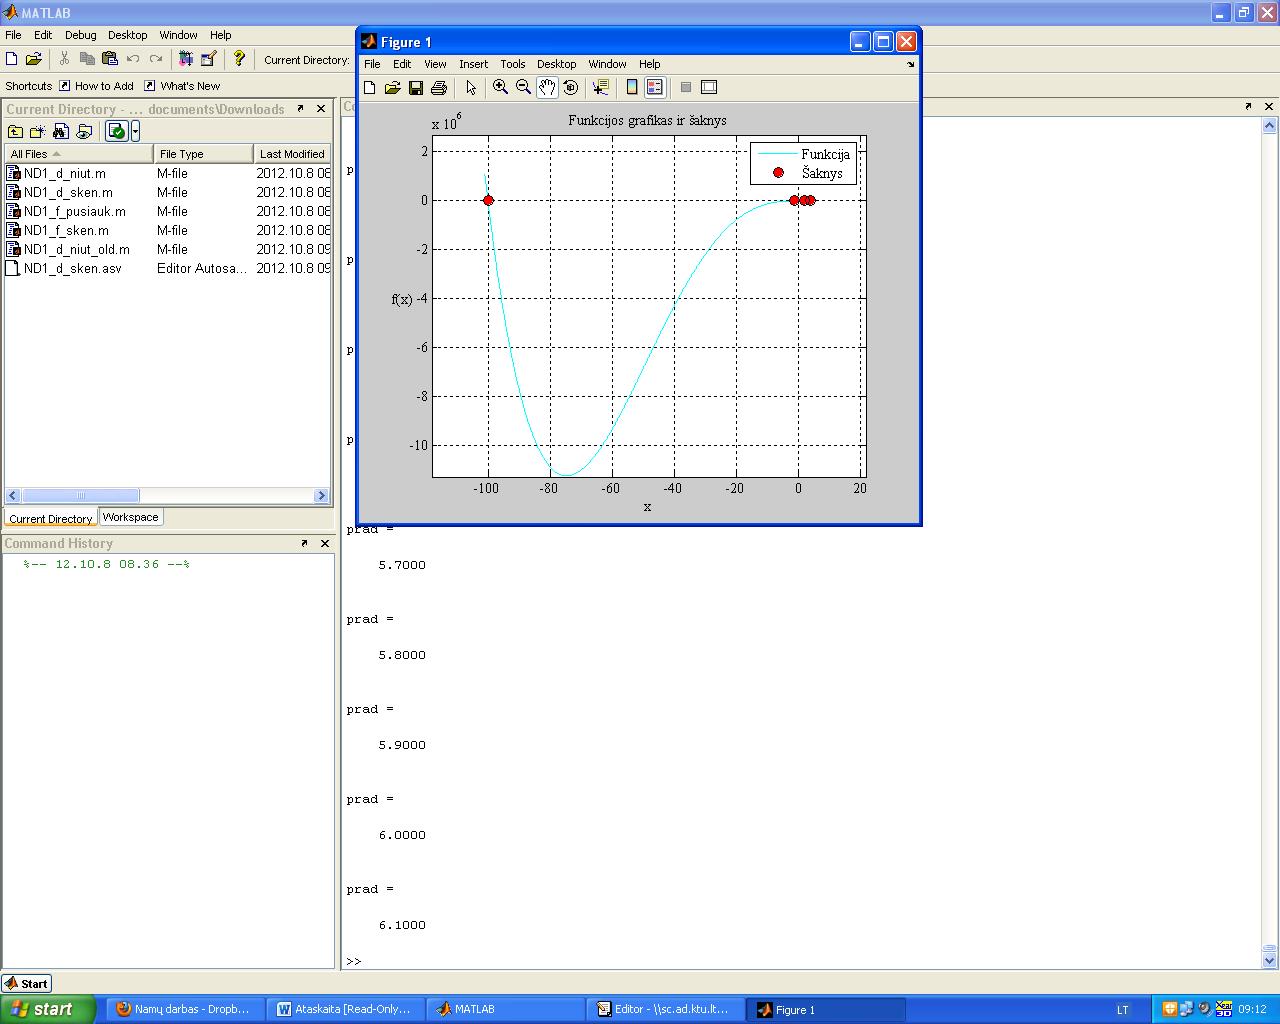 MATLAB
File Edit Debug Desktop Window Help
Current Directory:
Shortcuts How to Add What's New
Current Directory - ... documents\Downloads
All Files File Type Last Modified
ND1_d_niut.m M-file 2012.10.8 08
ND1_d_sken.m M-file 2012.10.8 08
ND1_f_pusiauk.m M-file 2012.10.8 08
ND1_f_sken.m M-file 2012.10.8 08
ND1_d_niut_old.m M-file 2012.10.8 09
ND1_d_sken.asv Editor Autosa... 2012.10.8 09
Current Directory Workspace
Command History
%-- 12.10.8 08.36 --%
Figure 1
File Edit View Insert Tools Desktop Window Help
x 10^6
Funkcijos grafikas ir šaknys
Funkcija
Šaknys
2
0
-2
-4
-6
-8
-10
f(x)
-100 -80 -60 -40 -20 0 20
x
prad =
5.7000
prad =
5.8000
prad =
5.9000
prad =
6.0000
prad =
6.1000
>>
Start
start Namų darbas - Dropb... Ataskaita [Read-Only... MATLAB Editor - \\sc.ad.ktu.lt... Figure 1 LT 09:12